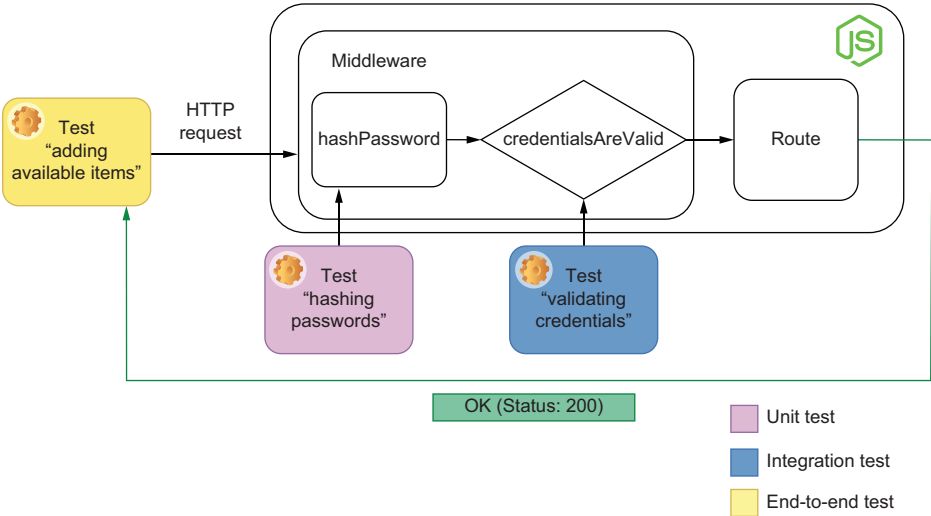 JS
Middleware
HTTP
request
Test
“adding
available items”
hashPassword
credentialsAreValid
Route
Test
“hashing
passwords”
Test
“validating
credentials”
OK (Status: 200)
Unit test
Integration test
End-to-end test